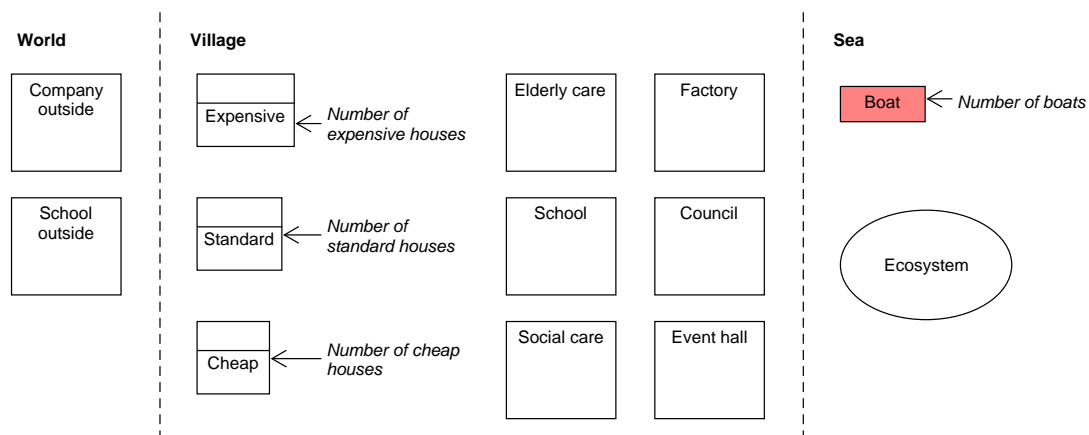 World
Village
Sea
Company
outside
Expensive
Number of
expensive houses
Elderly care
Factory
Boat
Number of boats
School
outside
Standard
Number of
standard houses
School
Council
Ecosystem
Cheap
Number of cheap
houses
Social care
Event hall